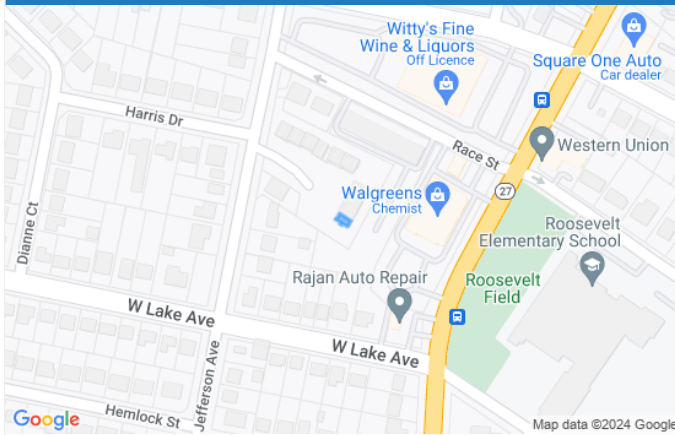 Witty's Fine
Wine & Liquors
Off Licence
Square One Auto
Car dealer
Harris Dr
Race St
Western Union
27
Walgreens
Chemist
Roosevelt
Elementary School
Dianne Ct
Rajan Auto Repair
Roosevelt
Field
W Lake Ave
W Lake Ave
Jefferson Ave
Hemlock St
Google
Map data ©2024 Google